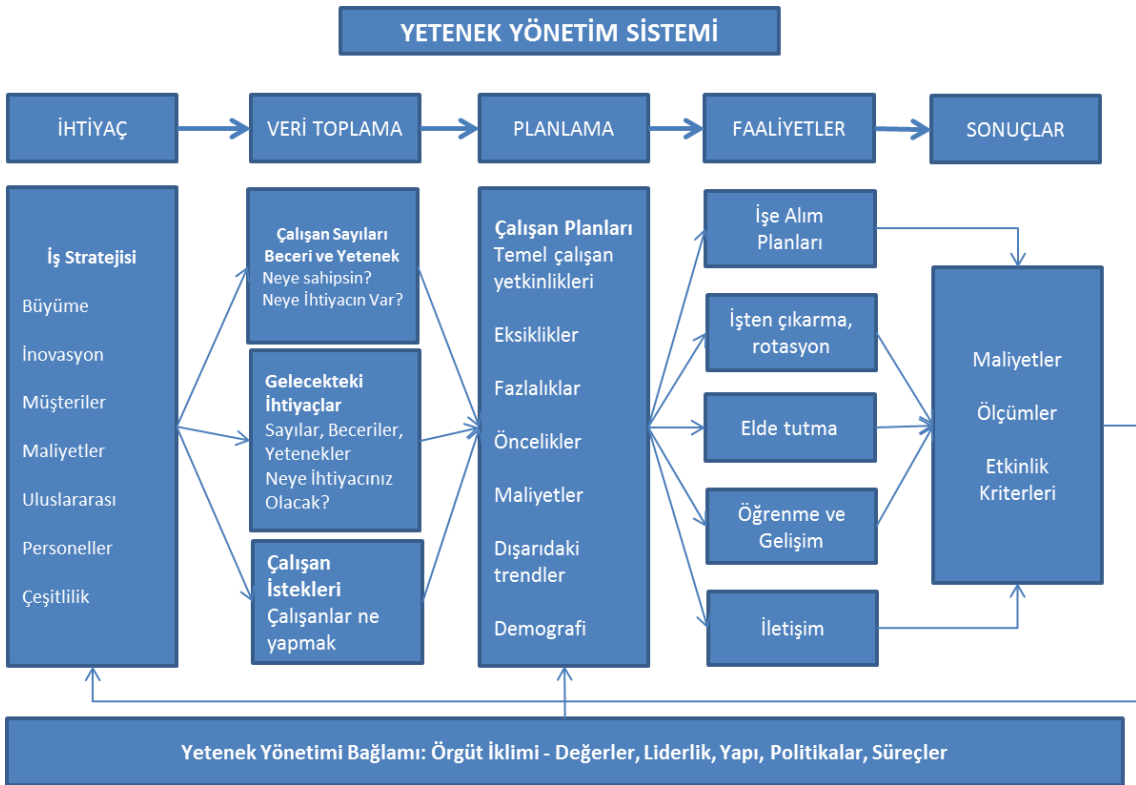 YETENEK YÖNETİM SİSTEMİ
İHTİYAÇ
VERİ TOPLAMA
PLANLAMA
FAALİYETLER
SONUÇLAR
İş Stratejisi
Büyüme
İnovasyon
Müşteriler
Maliyetler
Uluslararası
Personeller
Çeşitlilik
Çalışan Sayıları
Beceri ve Yetenek
Neye sahipsin?
Neye İhtiyacın Var?
Gelecekteki
İhtiyaçlar
Sayılar, Beceriler,
Yetenekler
Neye İhtiyacınız
Olacak?
Çalışan
İstekleri
Çalışanlar ne
yapmak
Çalışan Planları
Temel çalışan
yetkinlikleri
Eksiklikler
Fazlalıklar
Öncelikler
Maliyetler
Dışarıdaki
trendler
Demografi
İşe Alım
Planları
İşten çıkarma,
rotasyon
Elde tutma
Öğrenme ve
Gelişim
İletişim
Maliyetler
Ölçümler
Etkinlik
Kriterleri
Yetenek Yönetimi Bağlamı: Örgüt İklimi - Değerler, Liderlik, Yapı, Politikalar, Süreçler